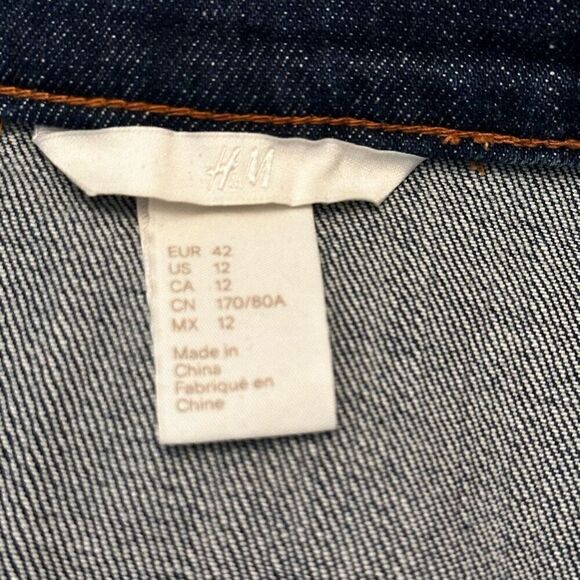 H&M
EUR 42
US 12
CA 12
CN 170/80A
MX 12
Made in
China
Fabriqué en
Chine